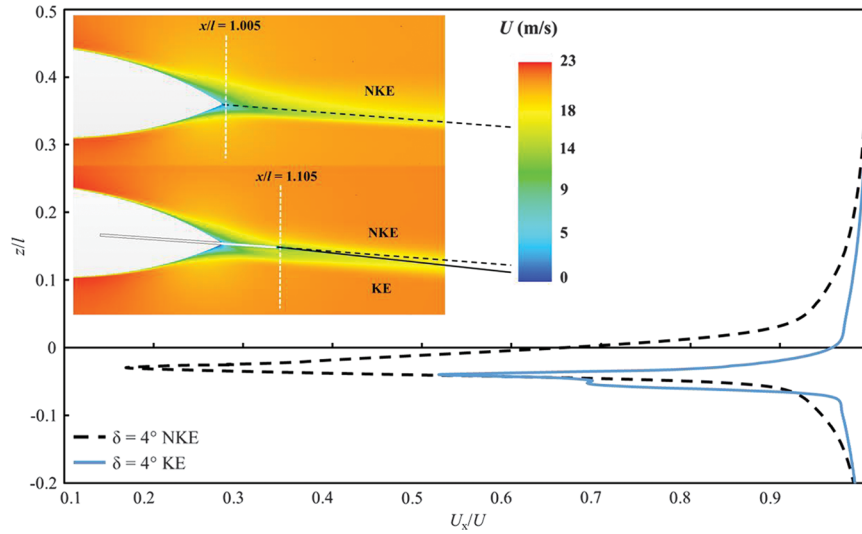 0.5
0.4
0.3
0.2
0.1
0
-0.1
-0.2
z/l
x/l = 1.005
NKE
x/l = 1.105
NKE
KE
U (m/s)
23
18
14
9
5
0
δ = 4° NKE
δ = 4° KE
0.1 0.2 0.3 0.4 0.5 0.6 0.7 0.8 0.9
Uₓ/U